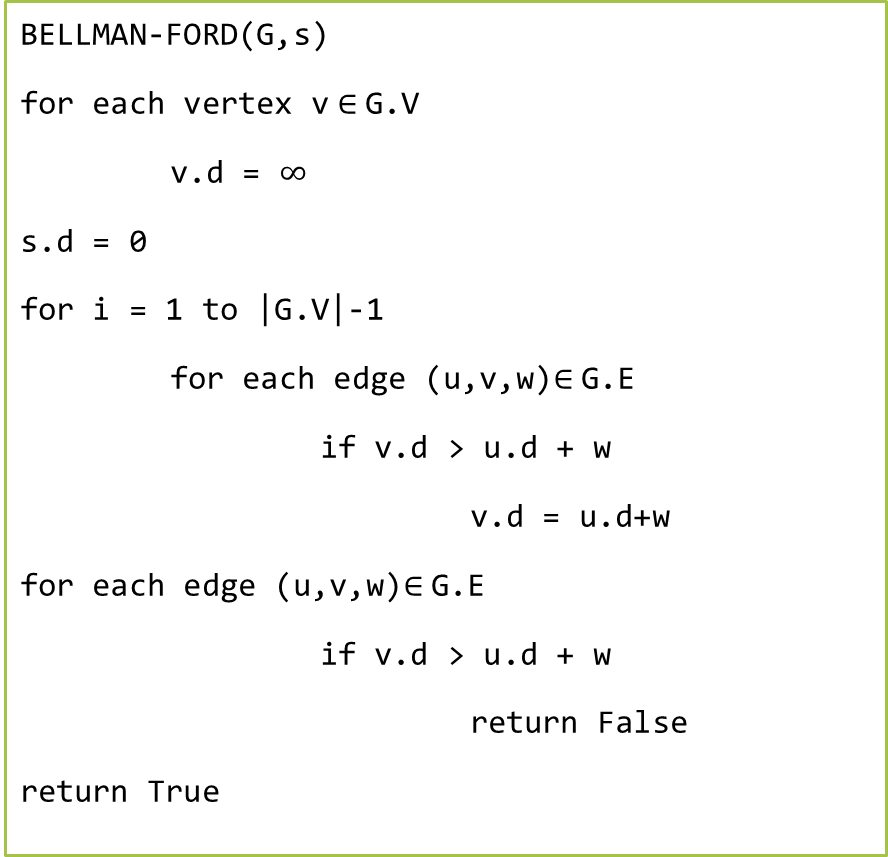 BELLMAN-FORD(G,s)
for each vertex v∈G.V
v.d = ∞
s.d = 0
for i = 1 to |G.V|-1
for each edge (u,v,w)∈G.E
if v.d > u.d + w
v.d = u.d+w
for each edge (u,v,w)∈G.E
if v.d > u.d + w
return False
return True